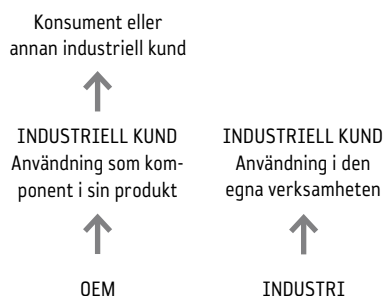 Konsument eller
annan industriell kund
INDUSTRIELL KUND
Användning som kom-
ponent i sin produkt
INDUSTRIELL KUND
Användning i den
egna verksamheten
OEM
INDUSTRI